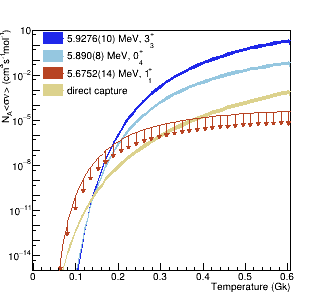 5.9276(10) MeV, 3⁺₃
5.890(8) MeV, 0⁺₄
5.6752(14) MeV, 1⁺₁
direct capture
N_A<σv> (cm³s⁻¹mol⁻¹)
10
10⁻²
10⁻⁵
10⁻⁸
10⁻¹¹
10⁻¹⁴
0 0.1 0.2 0.3 0.4 0.5 0.6
Temperature (Gk)